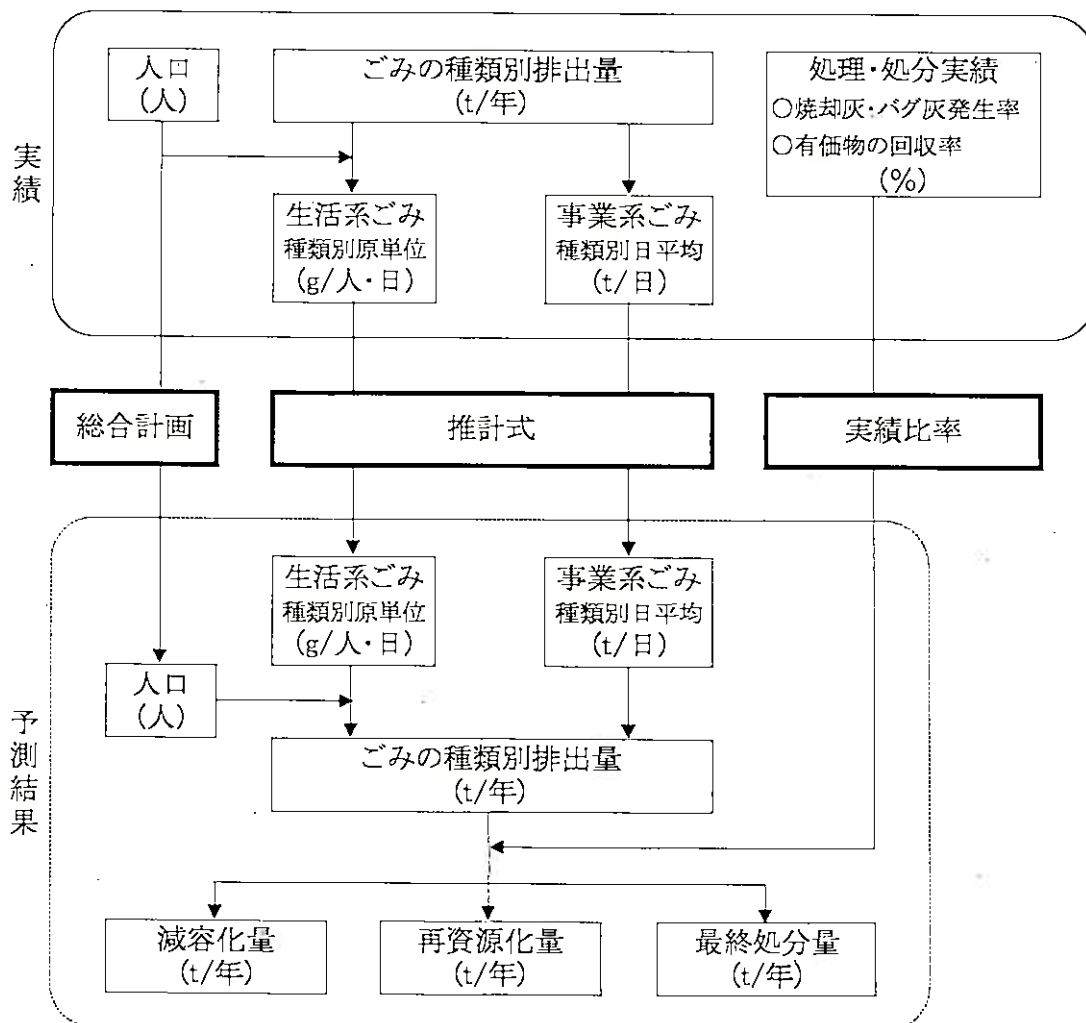 実績
人口
(人)
ごみの種類別排出量
(t/年)
処理・処分実績
○焼却灰・バグ灰発生率
○有価物の回収率
(%)
生活系ごみ
種類別原単位
(g/人・日)
事業系ごみ
種類別日平均
(t/日)
総合計画
推計式
実績比率
予測結果
生活系ごみ
種類別原単位
(g/人・日)
事業系ごみ
種類別日平均
(t/日)
人口
(人)
ごみの種類別排出量
(t/年)
減容化量
(t/年)
再資源化量
(t/年)
最終処分量
(t/年)